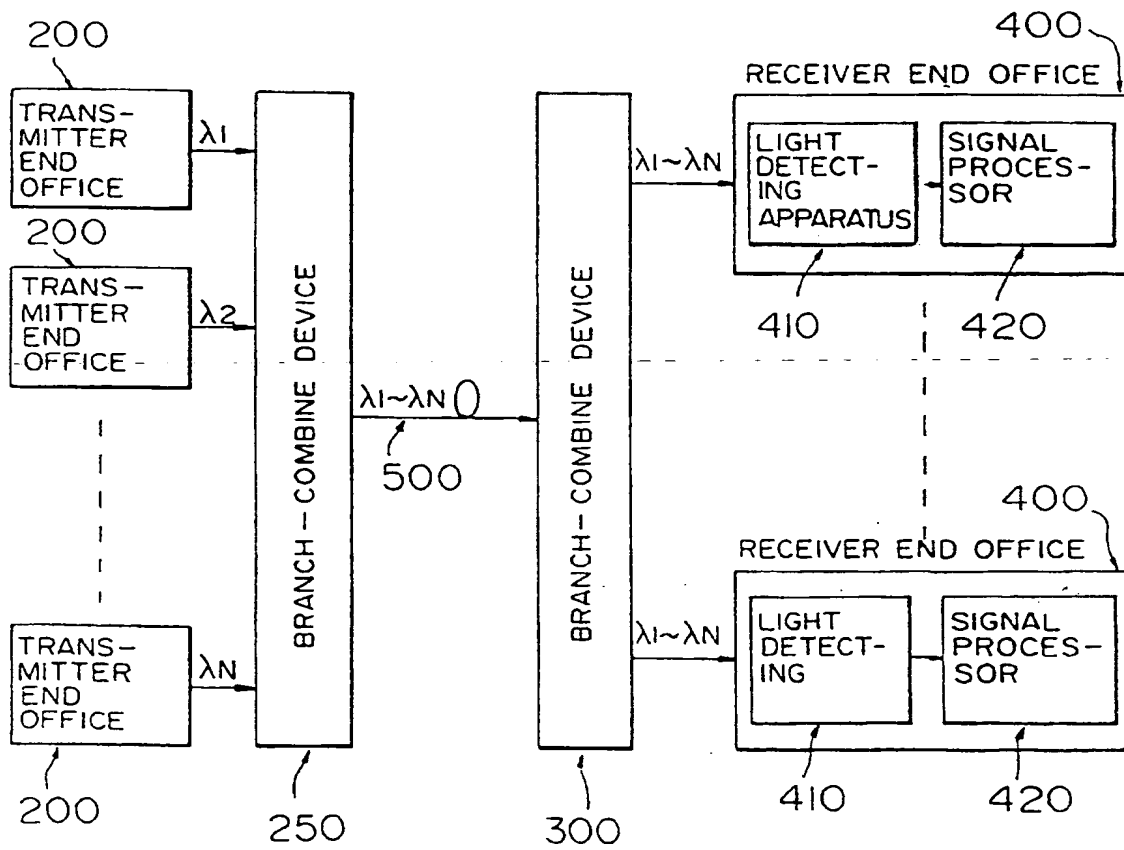 200
TRANS-
MITTER
END
OFFICE
λ1
200
TRANS-
MITTER
END
OFFICE
λ2
TRANS-
MITTER
END
OFFICE
λN
200
BRANCH-COMBINE DEVICE
250
λ1~λN
500
BRANCH-COMBINE DEVICE
300
400
RECEIVER END OFFICE
λ1~λN
LIGHT
DETECT-
ING
APPARATUS
SIGNAL
PROCES-
SOR
410
420
400
RECEIVER END OFFICE
λ1~λN
LIGHT
DETECT-
ING
SIGNAL
PROCES-
SOR
410
420